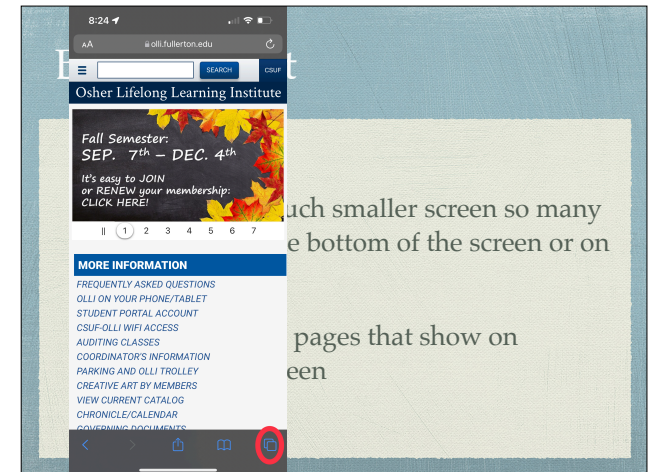 8:24
AA olli.fullerton.edu
SEARCH CSUF
Osher Lifelong Learning Institute
Fall Semester:
SEP. 7th – DEC. 4th
It's easy to JOIN
or RENEW your membership:
CLICK HERE!
1 2 3 4 5 6 7
MORE INFORMATION
FREQUENTLY ASKED QUESTIONS
OLLI ON YOUR PHONE/TABLET
STUDENT PORTAL ACCOUNT
CSUF-OLLI WIFI ACCESS
AUDITING CLASSES
COORDINATOR'S INFORMATION
PARKING AND OLLI TROLLEY
CREATIVE ART BY MEMBERS
VIEW CURRENT CATALOG
CHRONICLE/CALENDAR
GOVERNING DOCUMENTS
smaller screen so many
bottom of the screen or on
pages that show on